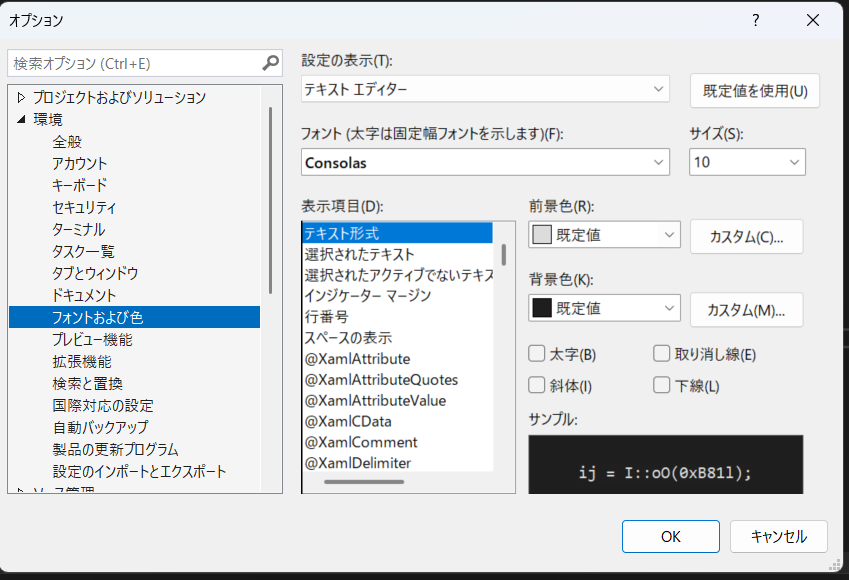 オプション
?
検索オプション (Ctrl+E)
プロジェクトおよびソリューション
環境
全般
アカウント
キーボード
セキュリティ
ターミナル
タスク一覧
タブとウィンドウ
ドキュメント
フォントおよび色
プレビュー機能
拡張機能
検索と置換
国際対応の設定
自動バックアップ
製品の更新プログラム
設定のインポートとエクスポート
設定の表示(T):
テキスト エディター
既定値を使用(U)
フォント (太字は固定幅フォントを示します)(F):
サイズ(S):
Consolas
10
表示項目(D):
テキスト形式
選択されたテキスト
選択されたアクティブでないテキス
インジケーター マージン
行番号
スペースの表示
@XamlAttribute
@XamlAttributeQuotes
@XamlAttributeValue
@XamlCData
@XamlComment
@XamlDelimiter
前景色(R):
既定値
カスタム(C)...
背景色(K):
既定値
カスタム(M)...
太字(B)
取り消し線(E)
斜体(I)
下線(L)
サンプル:
ij = I::oO(0xB81l);
OK
キャンセル